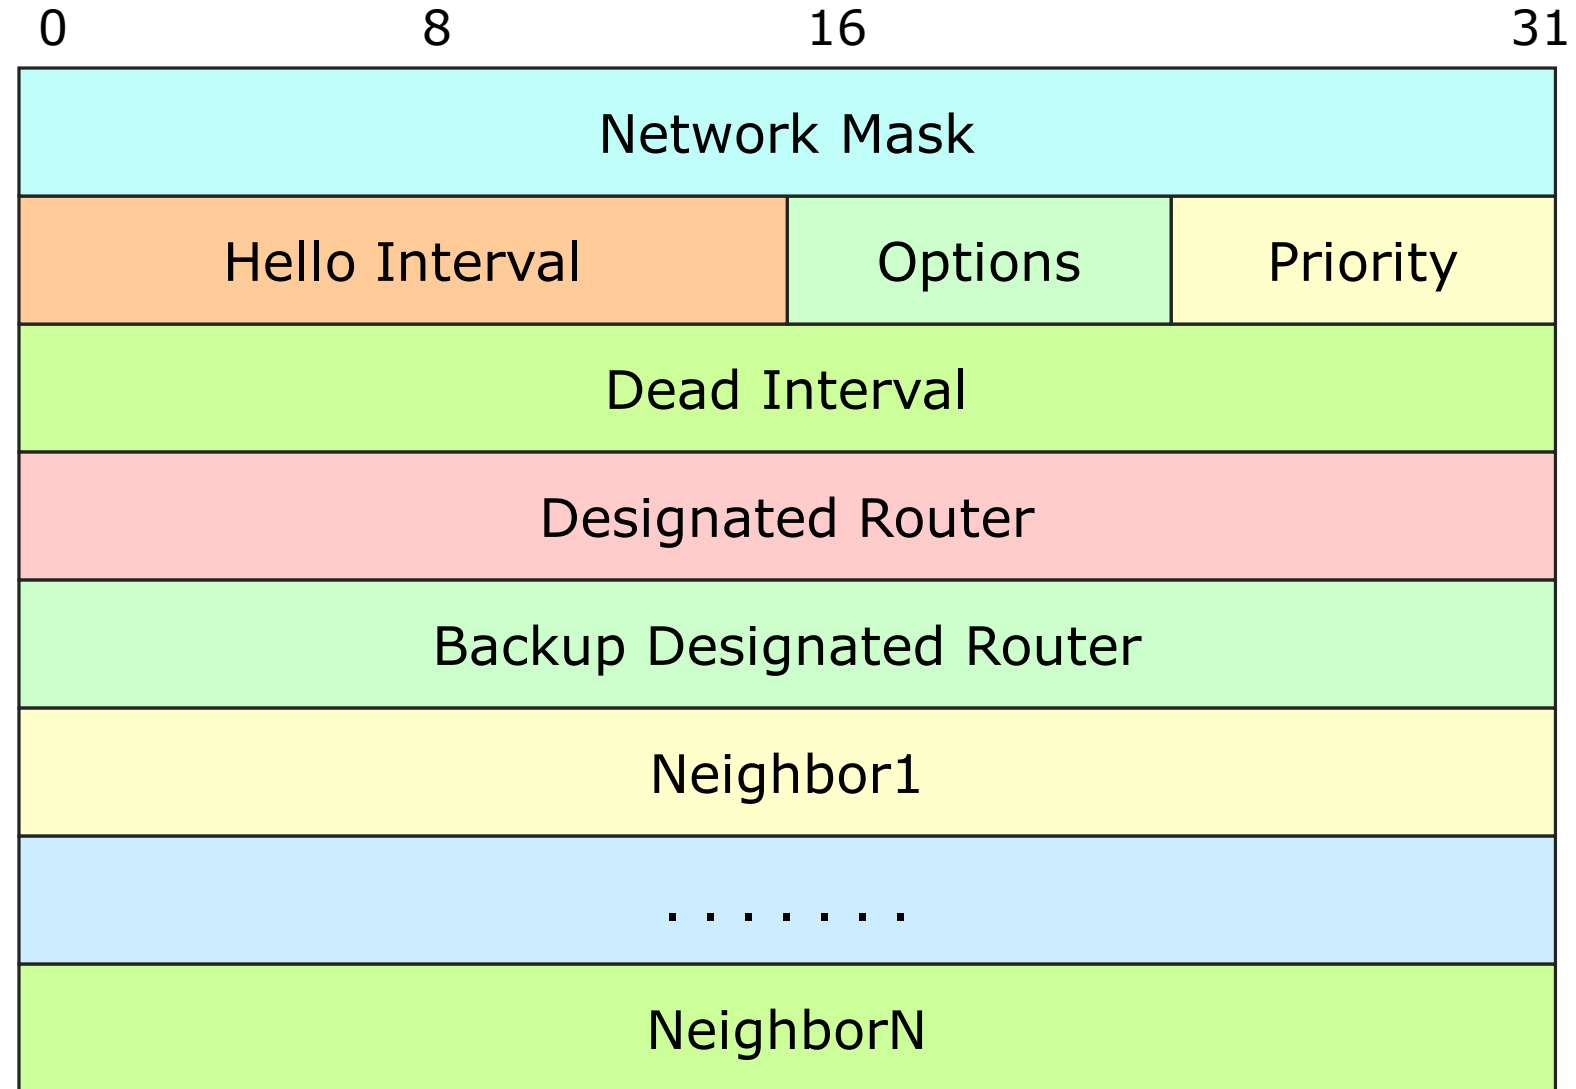 0 8 16 31
Network Mask
Hello Interval Options Priority
Dead Interval
Designated Router
Backup Designated Router
Neighbor1
. . . . . . .
NeighborN